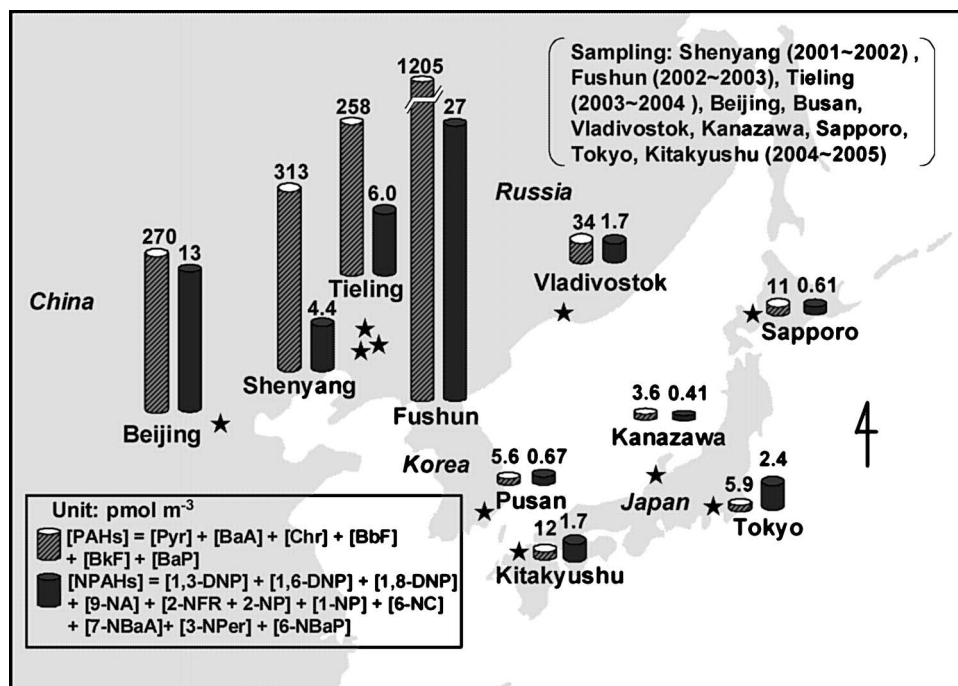 Sampling: Shenyang (2001~2002) ,
Fushun (2002~2003), Tieling
(2003~2004 ), Beijing, Busan,
Vladivostok, Kanazawa, Sapporo,
Tokyo, Kitakyushu (2004~2005)
1205
258
27
313
6.0
Russia
270
13
34
1.7
Tieling
Vladivostok
China
4.4
11
0.61
Sapporo
Shenyang
3.6
0.41
Fushun
Kanazawa
Beijing
Korea
5.6
0.67
2.4
Pusan
Japan
5.9
Tokyo
12
1.7
Kitakyushu
Unit: pmol m-3
[PAHs] = [Pyr] + [BaA] + [Chr] + [BbF]
+ [BkF] + [BaP]
[NPAHs] = [1,3-DNP] + [1,6-DNP] + [1,8-DNP]
+ [9-NA] + [2-NFR + 2-NP] + [1-NP] + [6-NC]
+ [7-NBaA]+ [3-NPer] + [6-NBaP]